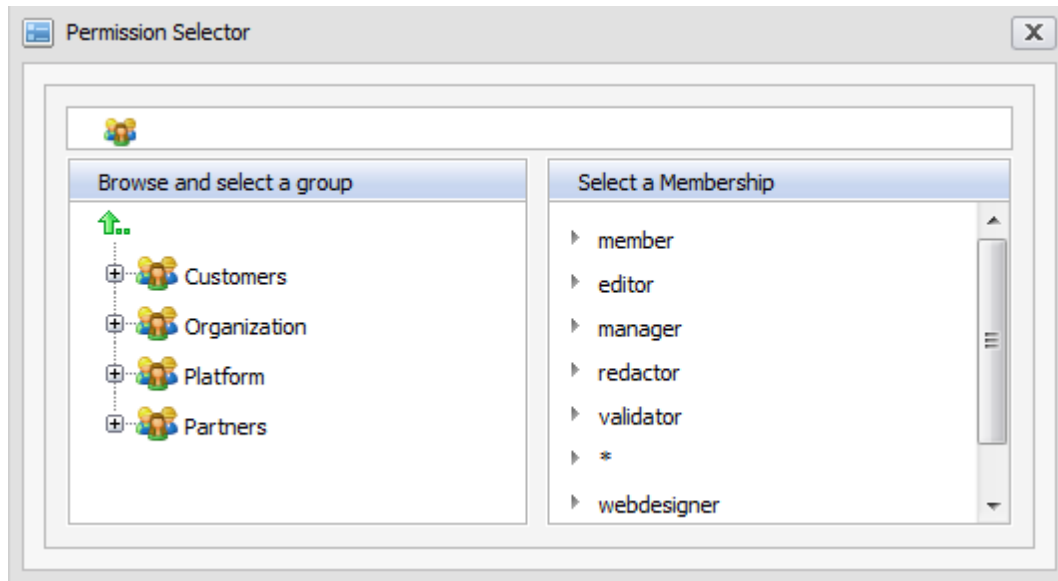 Permission Selector
Browse and select a group
Customers
Organization
Platform
Partners
Select a Membership
member
editor
manager
redactor
validator
*
webdesigner